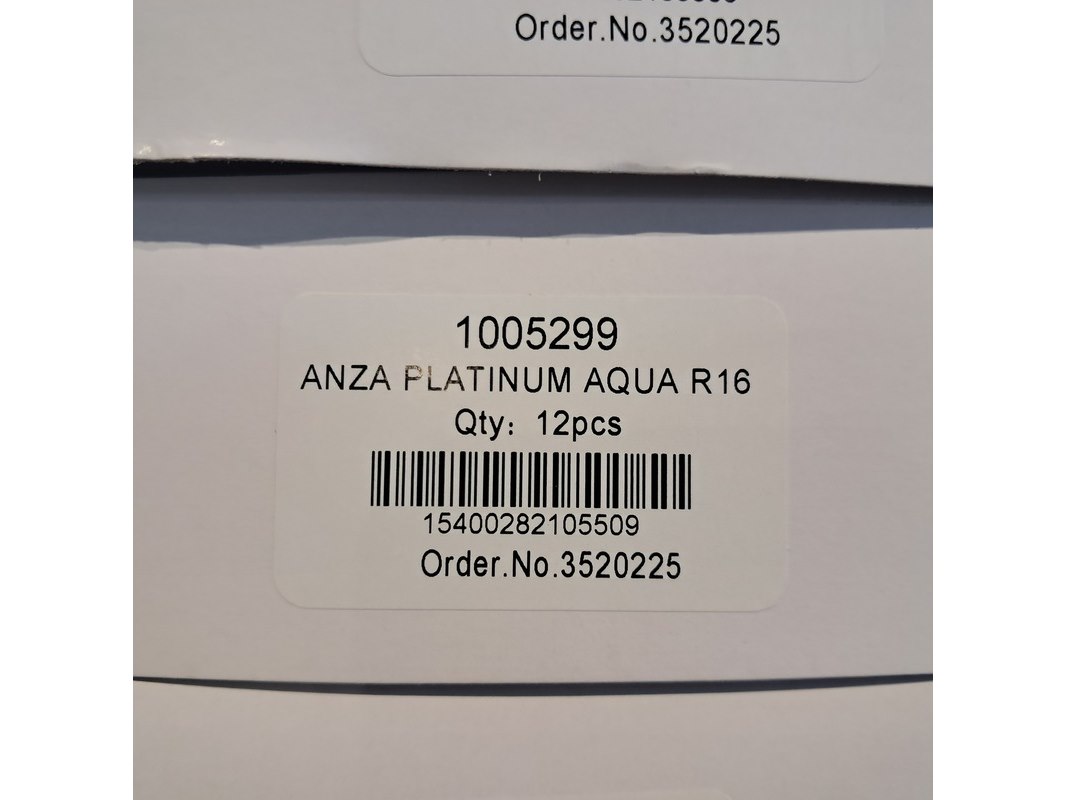 Order.No.3520225
1005299
ANZA PLATINUM AQUA R16
Qty: 12pcs
15400282105509
Order.No.3520225